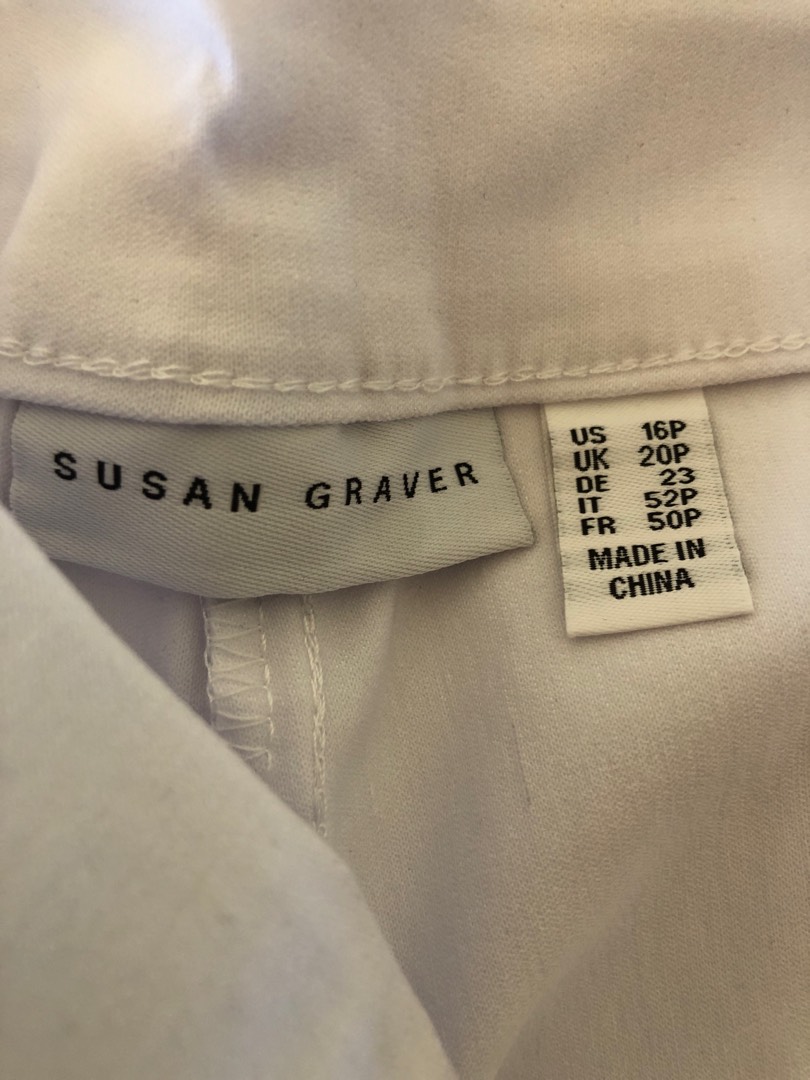 SUSAN GRAVER
US 16P
UK 20P
DE 23
IT 52P
FR 50P
MADE IN
CHINA